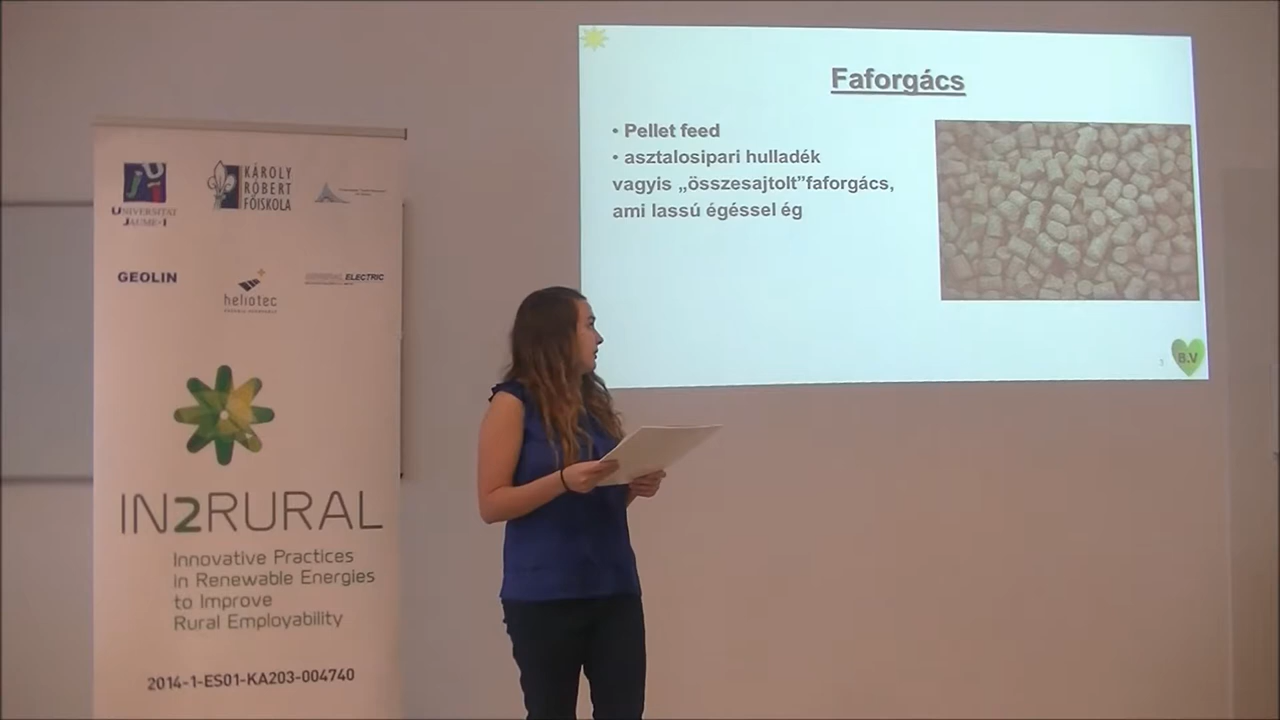 Faforgács
• Pellet feed
• asztalosipari hulladék
vagyis „összesajtolt”faforgács,
ami lassú égéssel ég
B.V
UNIVERSITAT
JAUME·I
KÁROLY
RÓBERT
FŐISKOLA
GEOLIN
heliotec
GENERAL ELECTRIC
IN2RURAL
Innovative Practices
in Renewable Energies
to Improve
Rural Employability
2014-1-ES01-KA203-004740